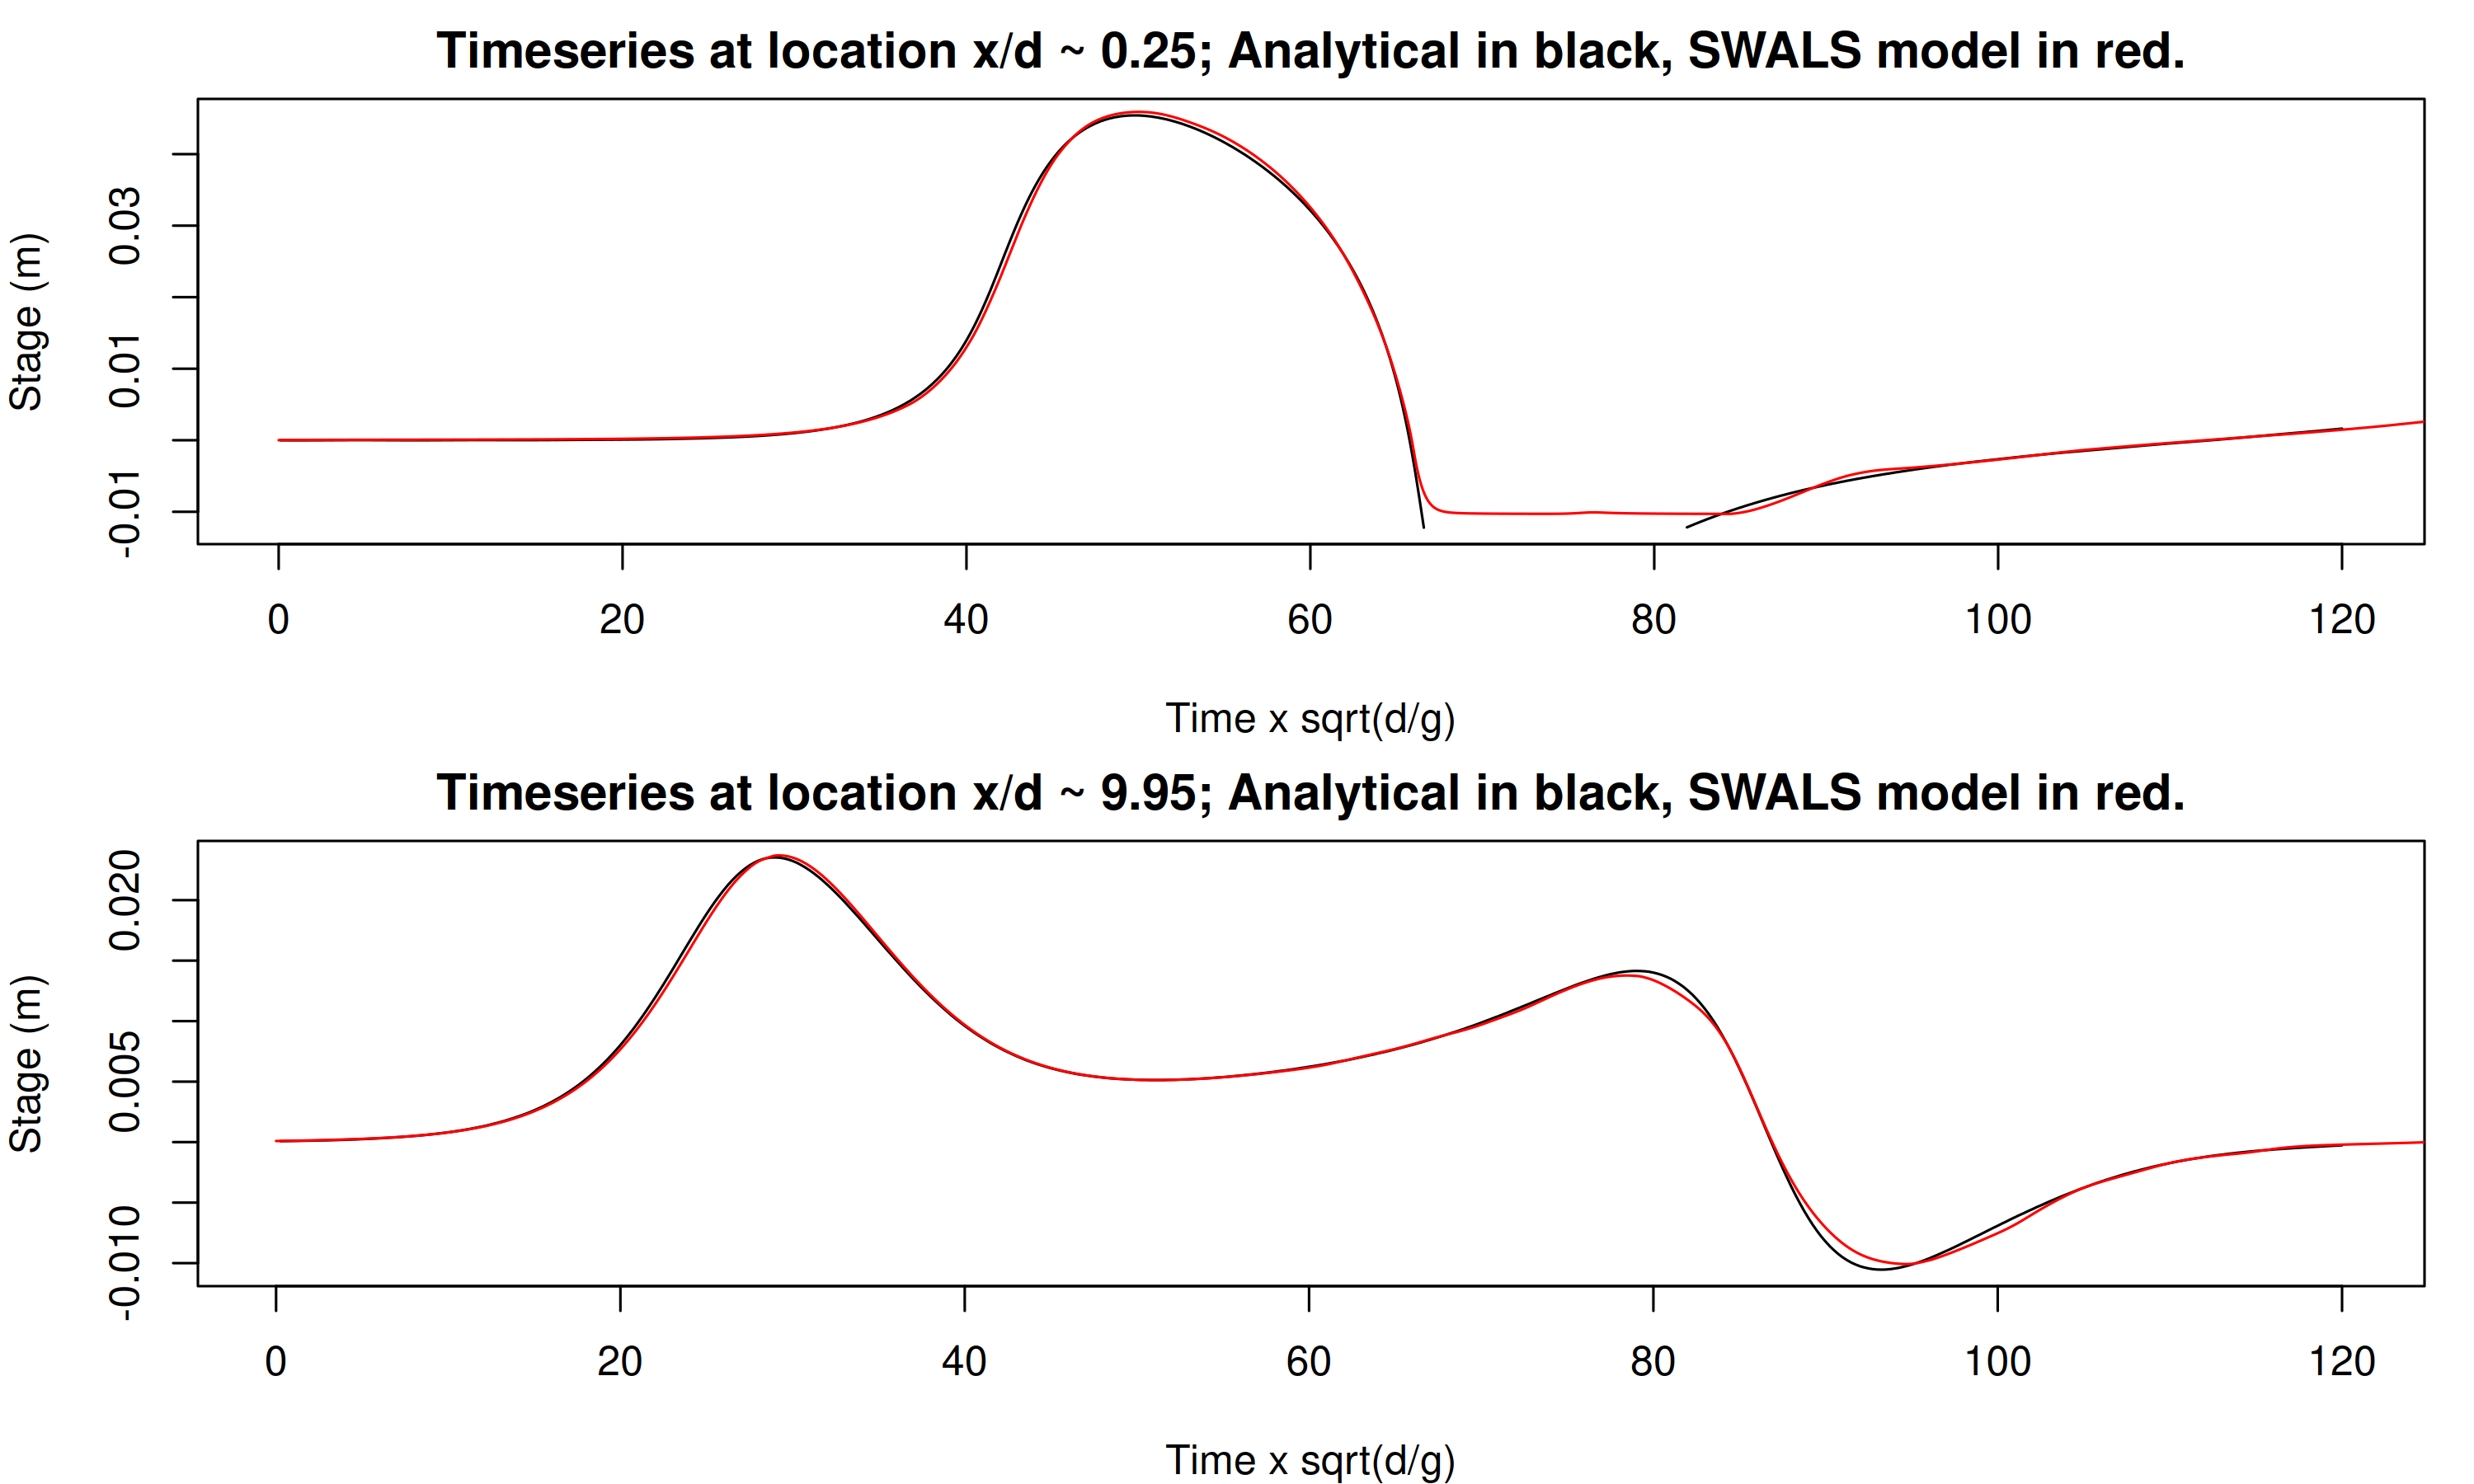 Timeseries at location x/d ~ 0.25; Analytical in black, SWALS model in red.
Stage (m)
0.03
0.01
-0.01
0 20 40 60 80 100 120
Time x sqrt(d/g)
Timeseries at location x/d ~ 9.95; Analytical in black, SWALS model in red.
Stage (m)
0.020
0.005
-0.010
0 20 40 60 80 100 120
Time x sqrt(d/g)